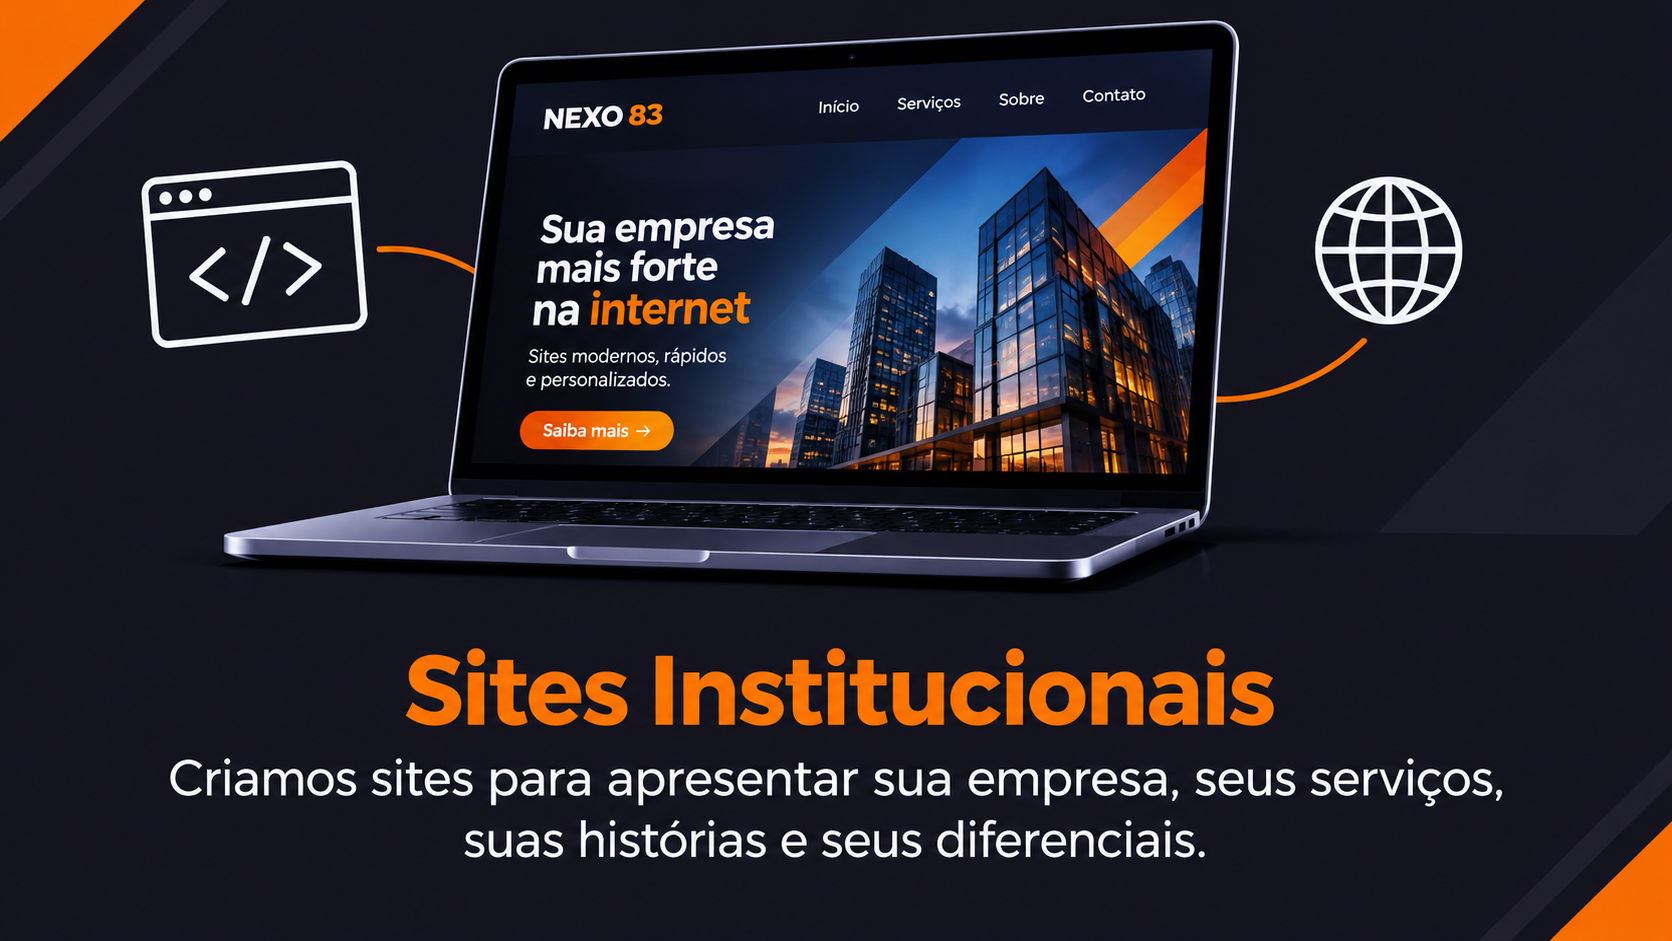 NEXO 83
Início Serviços Sobre Contato
Sua empresa
mais forte
na internet
Sites modernos, rápidos
e personalizados.
Saiba mais →
</>
Sites Institucionais
Criamos sites para apresentar sua empresa, seus serviços,
suas histórias e seus diferenciais.